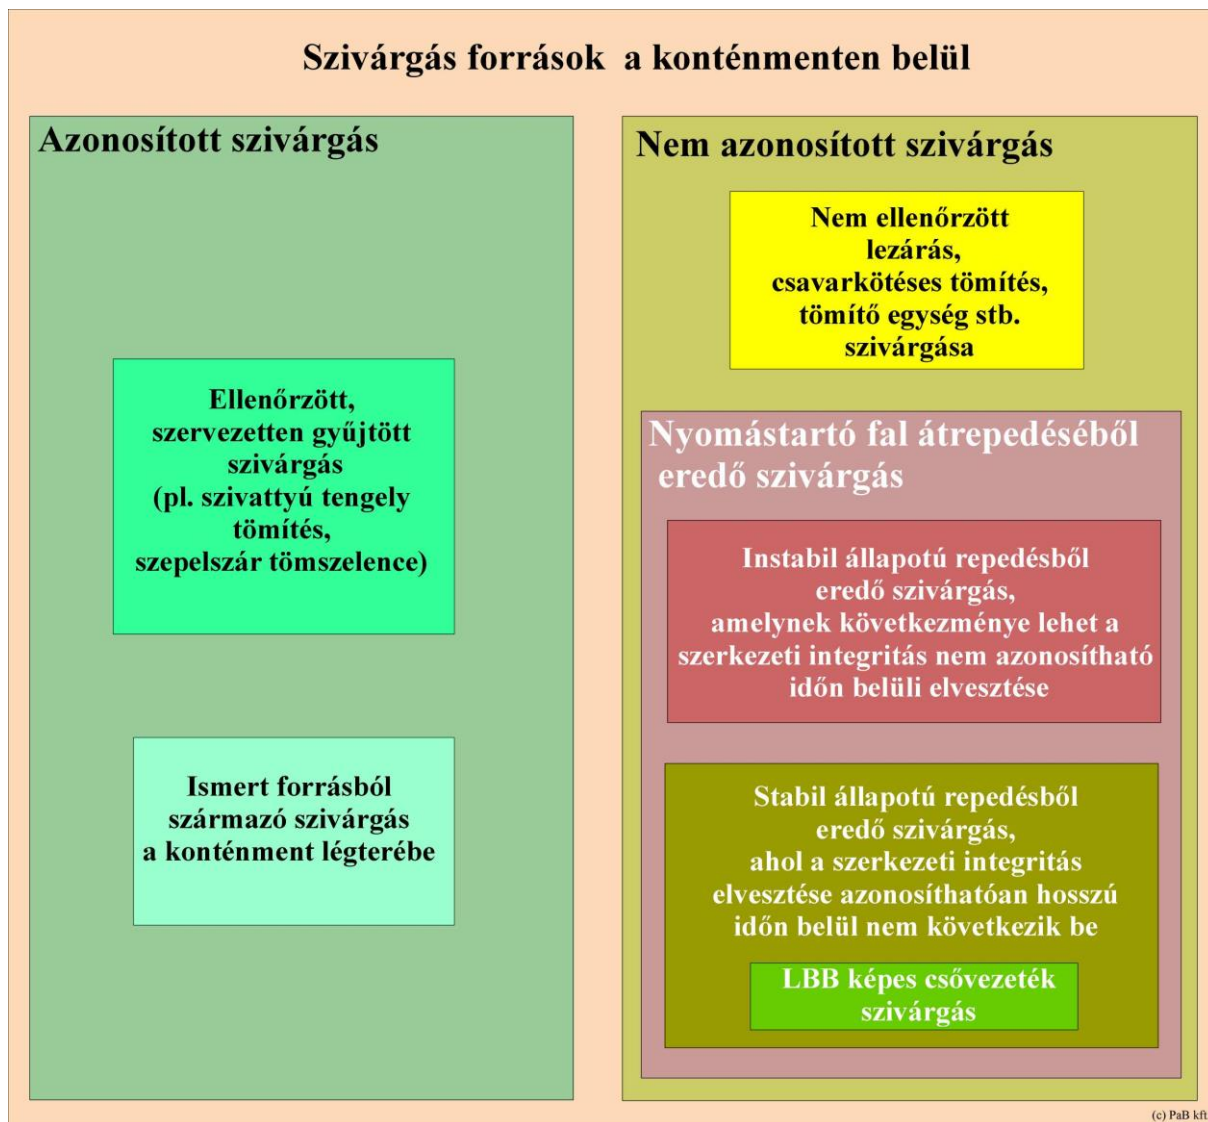 Szivárgás források a konténmenten belül
Azonosított szivárgás
Ellenőrzött,
szervezetten gyűjtött
szivárgás
(pl. szivattyú tengely
tömítés,
szepelszár tömszelence)
Ismert forrásból
származó szivárgás
a konténment légterébe
Nem azonosított szivárgás
Nem ellenőrzött
lezárás,
csavarkötéses tömítés,
tömítő egység stb.
szivárgása
Nyomástartó fal átrepedéséből
eredő szivárgás
Instabil állapotú repedésből
eredő szivárgás,
amelynek következménye lehet a
szerkezeti integritás nem azonosítható
időn belüli elvesztése
Stabil állapotú repedésből
eredő szivárgás,
ahol a szerkezeti integritás
elvesztése azonosíthatóan hosszú
időn belül nem következik be
LBB képes csővezeték
szivárgás
(c) PaB kft